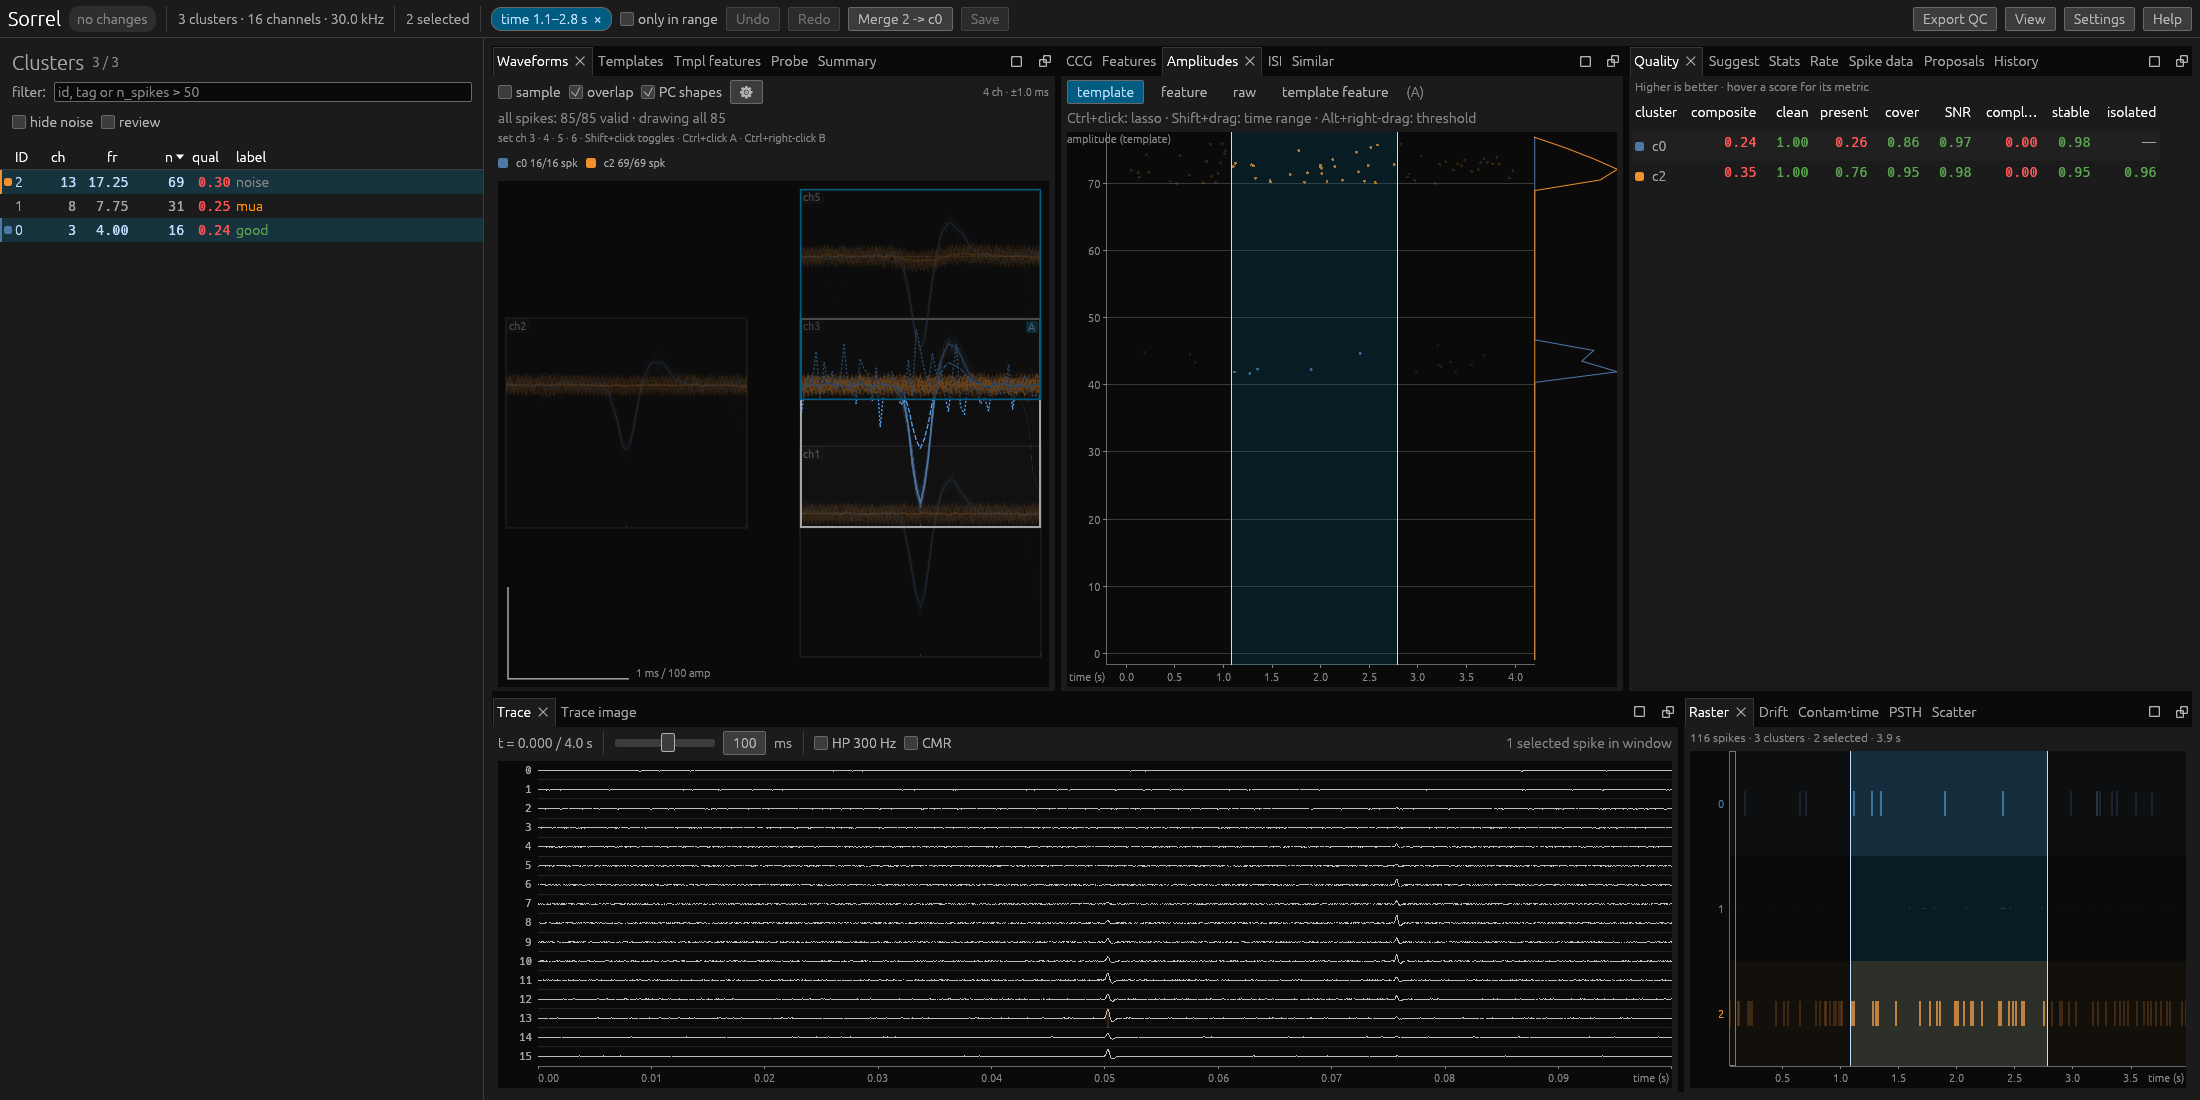 Sorrel no changes 3 clusters · 16 channels · 30.0 kHz 2 selected time 1.1–2.8 s × only in range Undo Redo Merge 2 -> c0 Save Export QC View Settings Help
Clusters 3 / 3
filter: id, tag or n_spikes > 50
hide noise review
ID ch fr n▼ qual label
2 13 17.25 69 0.30 noise
1 8 7.75 31 0.25 mua
0 3 4.00 16 0.24 good
Waveforms Templates Tmpl features Probe Summary
sample overlap PC shapes 4 ch · ±1.0 ms
all spikes: 85/85 valid · drawing all 85
set ch 3 · 4 · 5 · 6 · Shift+click toggles · Ctrl+click A · Ctrl+right-click B
c0 16/16 spk c2 69/69 spk
ch5
ch2
ch3 A
ch1
1 ms / 100 amp
CCG Features Amplitudes ISI Similar
template feature raw template feature (A)
Ctrl+click: lasso · Shift+drag: time range · Alt+right-drag: threshold
amplitude (template)
70
60
50
40
30
20
10
0
time (s) 0.0 0.5 1.0 1.5 2.0 2.5 3.0 3.5 4.0
Quality Suggest Stats Rate Spike data Proposals History
Higher is better · hover a score for its metric
cluster composite clean present cover SNR compl... stable isolated
c0 0.24 1.00 0.26 0.86 0.97 0.00 0.98 —
c2 0.35 1.00 0.76 0.95 0.98 0.00 0.95 0.96
Trace Trace image
t = 0.000 / 4.0 s 100 ms HP 300 Hz CMR 1 selected spike in window
0
1
2
3
4
5
6
7
8
9
10
11
12
13
14
15
0.00 0.01 0.02 0.03 0.04 0.05 0.06 0.07 0.08 0.09 time (s)
Raster Drift Contam·time PSTH Scatter
116 spikes · 3 clusters · 2 selected · 3.9 s
0
1
2
0.5 1.0 1.5 2.0 2.5 3.0 3.5 time (s)